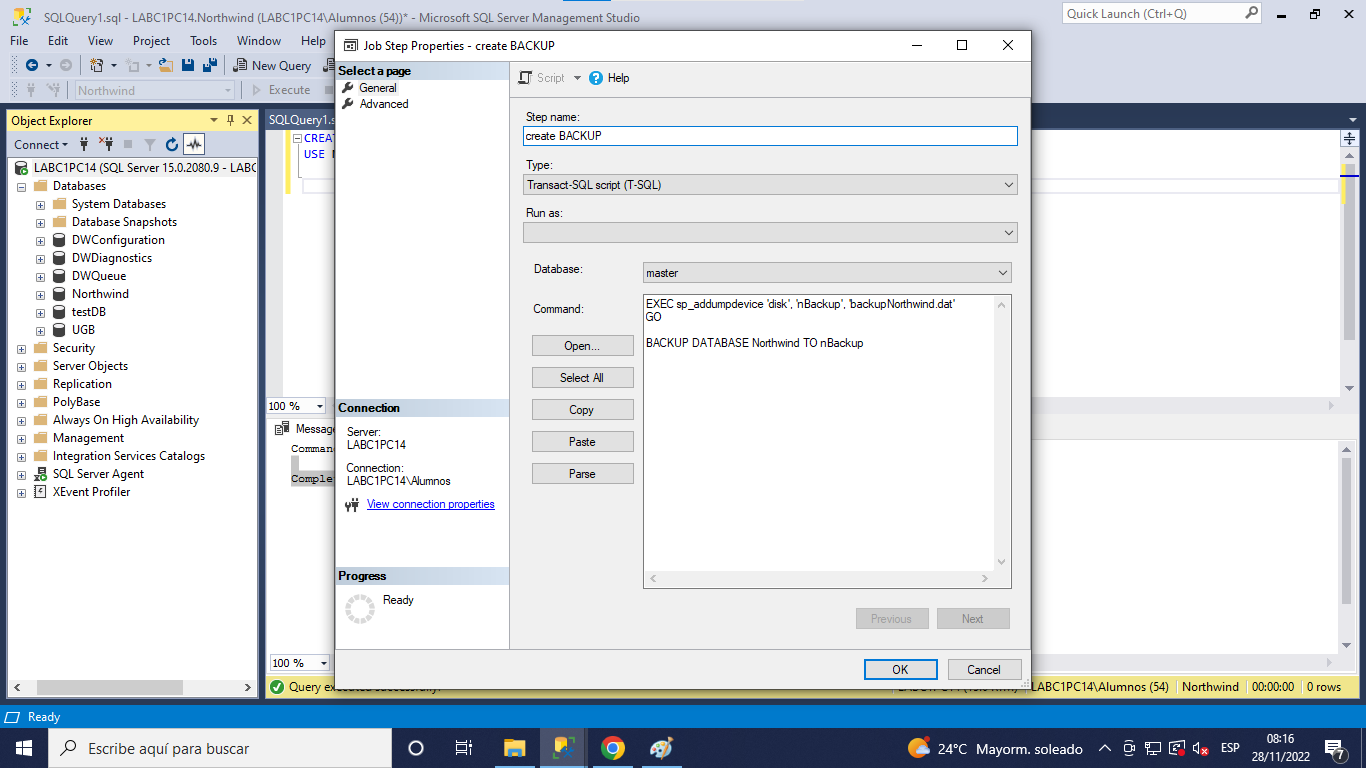 SQLQuery1.sql - LABC1PC14.Northwind (LABC1PC14\Alumnos (54))* - Microsoft SQL Server Management Studio
Quick Launch (Ctrl+Q)
File Edit View Project Tools Window Help
New Query
Northwind
Execute
Object Explorer
Connect
LABC1PC14 (SQL Server 15.0.2080.9 - LABC
Databases
System Databases
Database Snapshots
DWConfiguration
DWDiagnostics
DWQueue
Northwind
testDB
UGB
Security
Server Objects
Replication
PolyBase
Always On High Availability
Management
Integration Services Catalogs
SQL Server Agent
XEvent Profiler
SQLQuery1.s
CREA
USE
100 %
Messag
Comman
Comple
100 %
Job Step Properties - create BACKUP
Select a page
General
Advanced
Connection
Server:
LABC1PC14
Connection:
LABC1PC14\Alumnos
View connection properties
Progress
Ready
Script
Help
Step name:
create BACKUP
Type:
Transact-SQL script (T-SQL)
Run as:
Database:
master
Command:
EXEC sp_addumpdevice 'disk', 'nBackup', 'backupNorthwind.dat'
GO
BACKUP DATABASE Northwind TO nBackup
Open...
Select All
Copy
Paste
Parse
Previous
Next
OK
Cancel
Query executed successfully.
LABC1PC14\Alumnos (54)
Northwind
00:00:00
0 rows
Ready
Escribe aquí para buscar
24°C Mayorm. soleado
ESP
08:16
28/11/2022
7